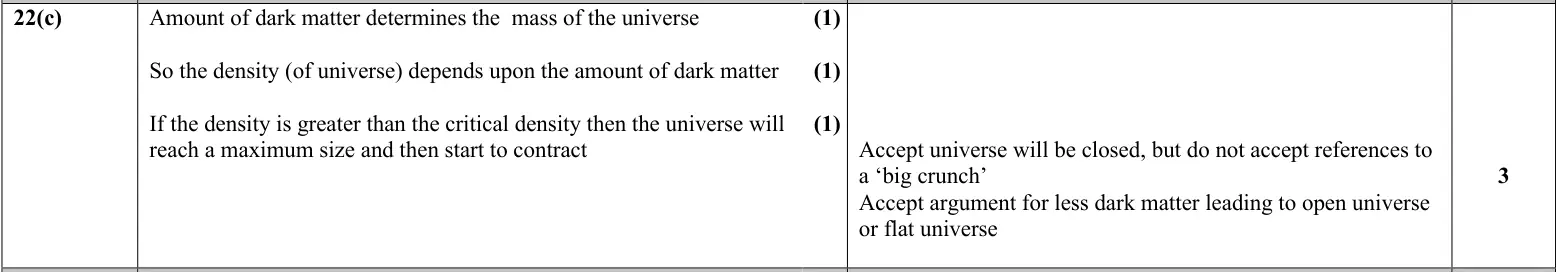 22(c)
Amount of dark matter determines the mass of the universe (1)
So the density (of universe) depends upon the amount of dark matter (1)
If the density is greater than the critical density then the universe will (1)
reach a maximum size and then start to contract
Accept universe will be closed, but do not accept references to
a ‘big crunch’
Accept argument for less dark matter leading to open universe
or flat universe
3